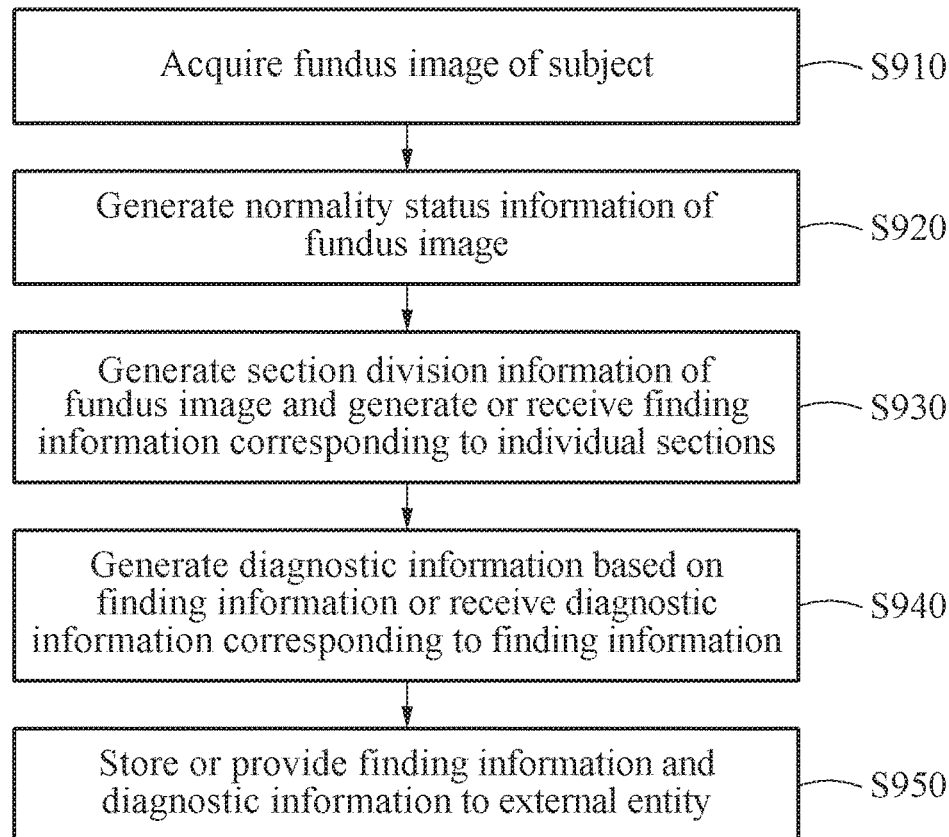 Acquire fundus image of subject
S910
Generate normality status information of
fundus image
S920
Generate section division information of
fundus image and generate or receive finding
information corresponding to individual sections
S930
Generate diagnostic information based on
finding information or receive diagnostic
information corresponding to finding information
S940
Store or provide finding information and
diagnostic information to external entity
S950